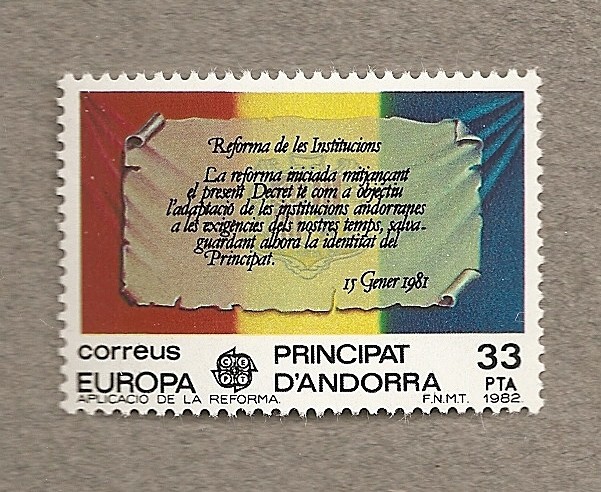 Reforma de les Institucions
La reforma iniciada mitjançant
el present Decret té com a objectiu
l'adaptació de les institucions andorranes
a les exigències dels nostres temps, salva-
guardant alhora la identitat del
Principat.
15 Gener 1981
correus
EUROPA
APLICACIO DE LA REFORMA.
CEPT
PRINCIPAT
D'ANDORRA
F.N.M.T. 1982.
33
PTA